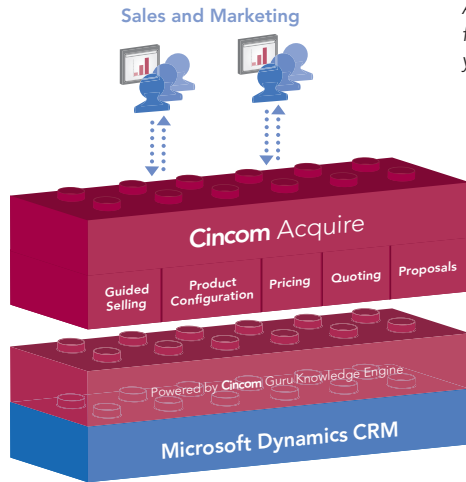 Sales and Marketing
Cincom Acquire
Guided
Selling
Product
Configuration
Pricing
Quoting
Proposals
Powered by Cincom Guru Knowledge Engine
Microsoft Dynamics CRM